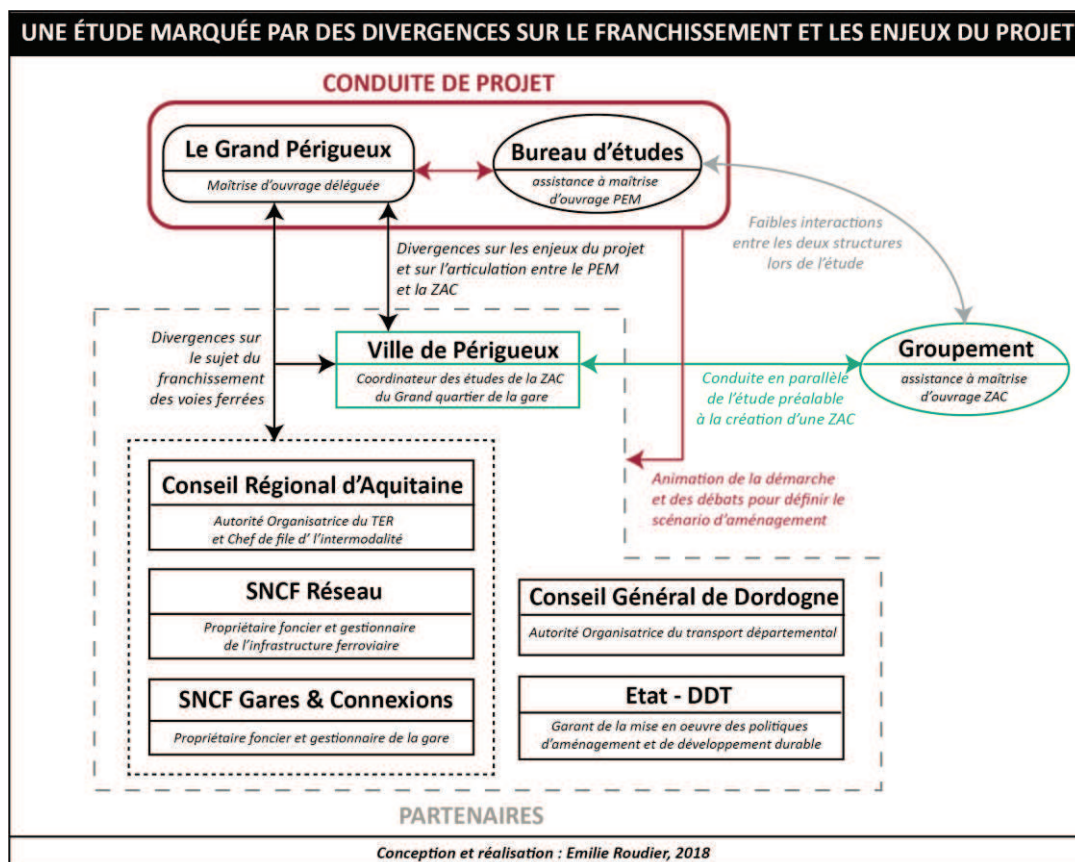 UNE ÉTUDE MARQUÉE PAR DES DIVERGENCES SUR LE FRANCHISSEMENT ET LES ENJEUX DU PROJET
CONDUITE DE PROJET
Le Grand Périgueux
Maîtrise d'ouvrage déléguée
Bureau d'études
assistance à maîtrise
d'ouvrage PEM
Faibles interactions
entre les deux structures
lors de l'étude
Divergences sur les enjeux du projet
et sur l'articulation entre le PEM
et la ZAC
Divergences sur
le sujet du
franchissement
des voies ferrées
Ville de Périgueux
Coordinateur des études de la ZAC
du Grand quartier de la gare
Conduite en parallèle
de l'étude préalable
à la création d'une ZAC
Groupement
assistance à maîtrise
d'ouvrage ZAC
Animation de la démarche
et des débats pour définir le
scénario d'aménagement
Conseil Régional d'Aquitaine
Autorité Organisatrice du TER
et Chef de file d' l'intermodalité
SNCF Réseau
Propriétaire foncier et gestionnaire
de l'infrastructure ferroviaire
SNCF Gares & Connexions
Propriétaire foncier et gestionnaire de la gare
Conseil Général de Dordogne
Autorité Organisatrice du transport départemental
Etat - DDT
Garant de la mise en oeuvre des politiques
d'aménagement et de développement durable
PARTENAIRES
Conception et réalisation : Emilie Roudier, 2018